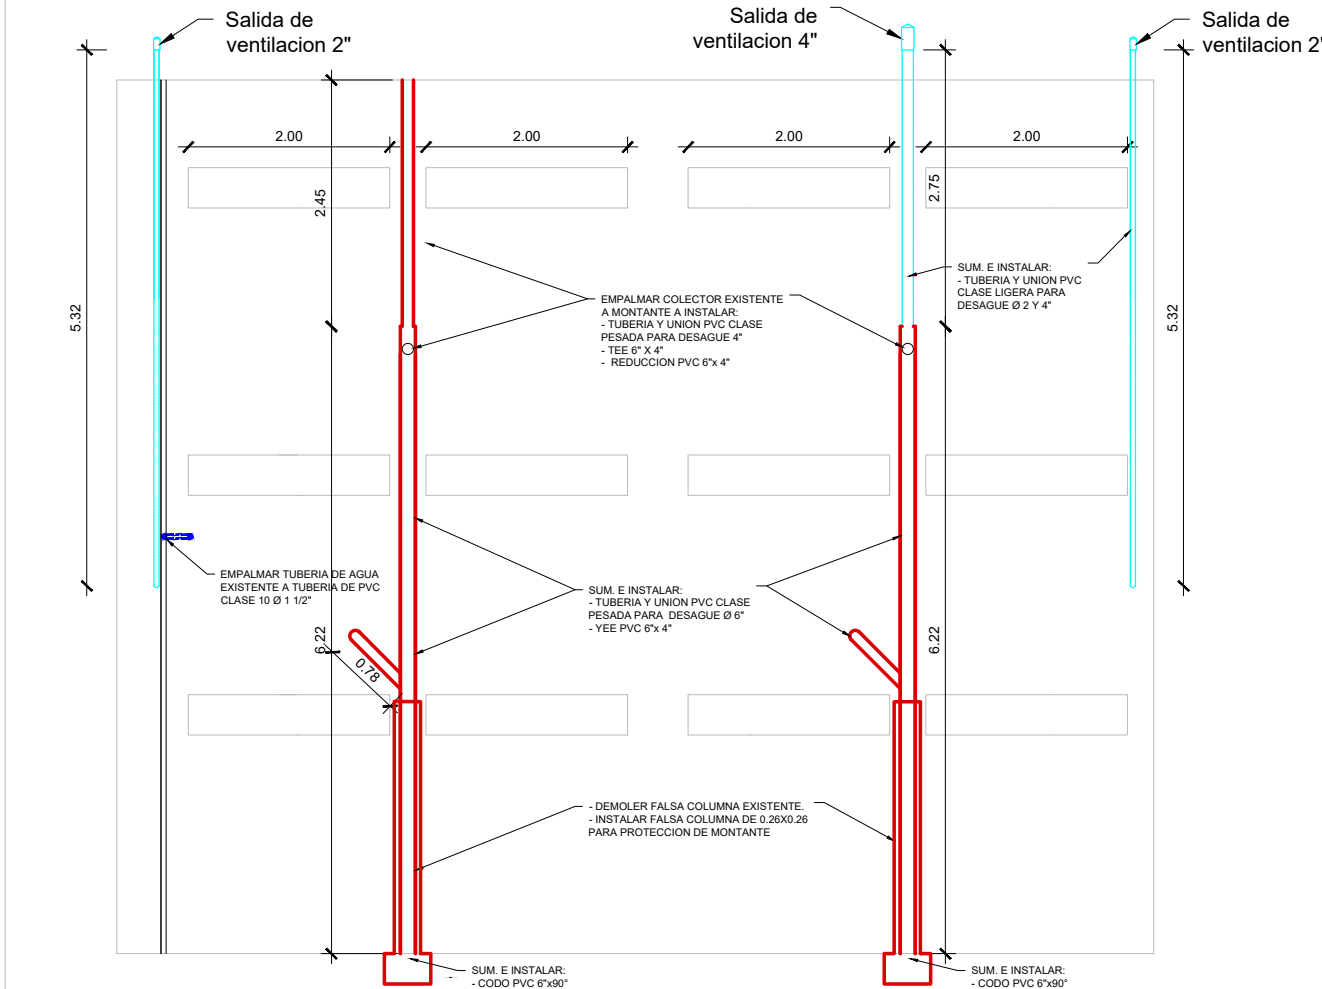 Salida de
ventilacion 2"
Salida de
ventilacion 4"
Salida de
ventilacion 2"
2.00
2.00
2.00
2.00
2.45
2.75
5.32
5.32
SUM. E INSTALAR:
- TUBERIA Y UNION PVC
CLASE LIGERA PARA
DESAGUE Ø 2 Y 4"
EMPALMAR COLECTOR EXISTENTE
A MONTANTE A INSTALAR:
- TUBERIA Y UNION PVC CLASE
PESADA PARA DESAGUE 4"
- TEE 6" X 4"
- REDUCCION PVC 6"x 4"
EMPALMAR TUBERIA DE AGUA
EXISTENTE A TUBERIA DE PVC
CLASE 10 Ø 1 1/2"
SUM. E INSTALAR:
- TUBERIA Y UNION PVC CLASE
PESADA PARA DESAGUE Ø 6"
- YEE PVC 6"x 4"
6.22
0.78
6.22
- DEMOLER FALSA COLUMNA EXISTENTE.
- INSTALAR FALSA COLUMNA DE 0.26X0.26
PARA PROTECCION DE MONTANTE
SUM. E INSTALAR:
- CODO PVC 6"x90°
SUM. E INSTALAR:
- CODO PVC 6"x90°